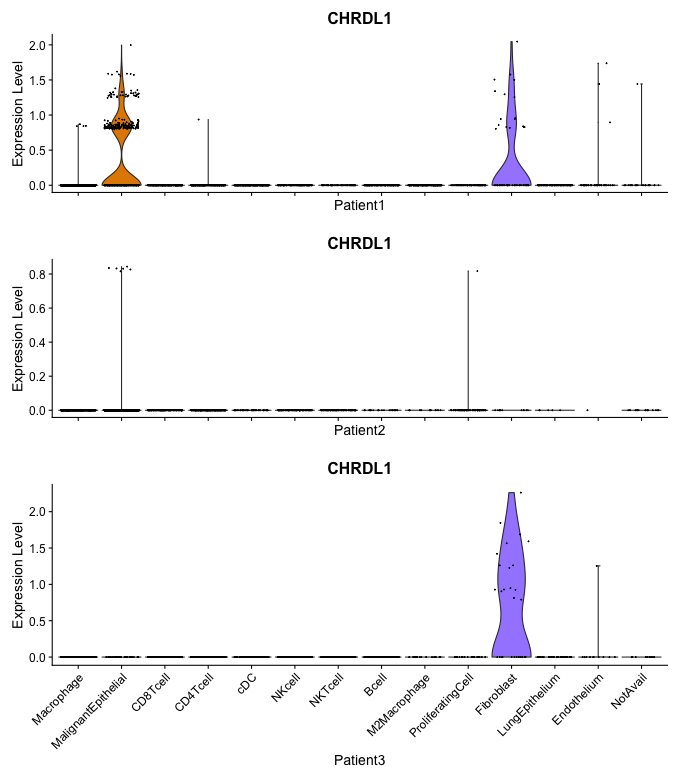 CHRDL1
Expression Level
2.0
1.5
1.0
0.5
0.0
Patient1
CHRDL1
Expression Level
0.8
0.6
0.4
0.2
0.0
Patient2
CHRDL1
Expression Level
2.0
1.5
1.0
0.5
0.0
Macrophage
MalignantEpithelial
CD8Tcell
CD4Tcell
cDC
NKcell
NKTcell
Bcell
M2Macrophage
ProliferatingCell
Fibroblast
LungEpithelium
Endothelium
NotAvail
Patient3